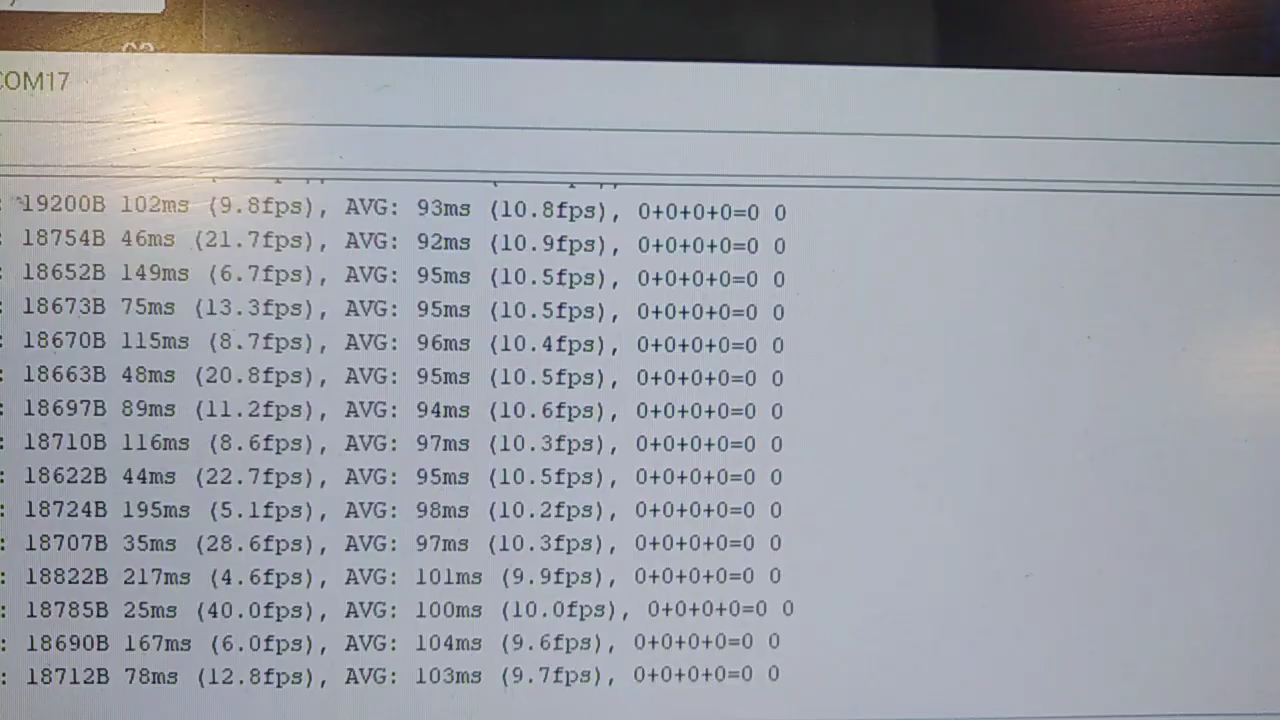 COM17
: 19200B 102ms (9.8fps), AVG: 93ms (10.8fps), 0+0+0+0=0 0
: 18754B 46ms (21.7fps), AVG: 92ms (10.9fps), 0+0+0+0=0 0
: 18652B 149ms (6.7fps), AVG: 95ms (10.5fps), 0+0+0+0=0 0
: 18673B 75ms (13.3fps), AVG: 95ms (10.5fps), 0+0+0+0=0 0
: 18670B 115ms (8.7fps), AVG: 96ms (10.4fps), 0+0+0+0=0 0
: 18663B 48ms (20.8fps), AVG: 95ms (10.5fps), 0+0+0+0=0 0
: 18697B 89ms (11.2fps), AVG: 94ms (10.6fps), 0+0+0+0=0 0
: 18710B 116ms (8.6fps), AVG: 97ms (10.3fps), 0+0+0+0=0 0
: 18622B 44ms (22.7fps), AVG: 95ms (10.5fps), 0+0+0+0=0 0
: 18724B 195ms (5.1fps), AVG: 98ms (10.2fps), 0+0+0+0=0 0
: 18707B 35ms (28.6fps), AVG: 97ms (10.3fps), 0+0+0+0=0 0
: 18822B 217ms (4.6fps), AVG: 101ms (9.9fps), 0+0+0+0=0 0
: 18785B 25ms (40.0fps), AVG: 100ms (10.0fps), 0+0+0+0=0 0
: 18690B 167ms (6.0fps), AVG: 104ms (9.6fps), 0+0+0+0=0 0
: 18712B 78ms (12.8fps), AVG: 103ms (9.7fps), 0+0+0+0=0 0